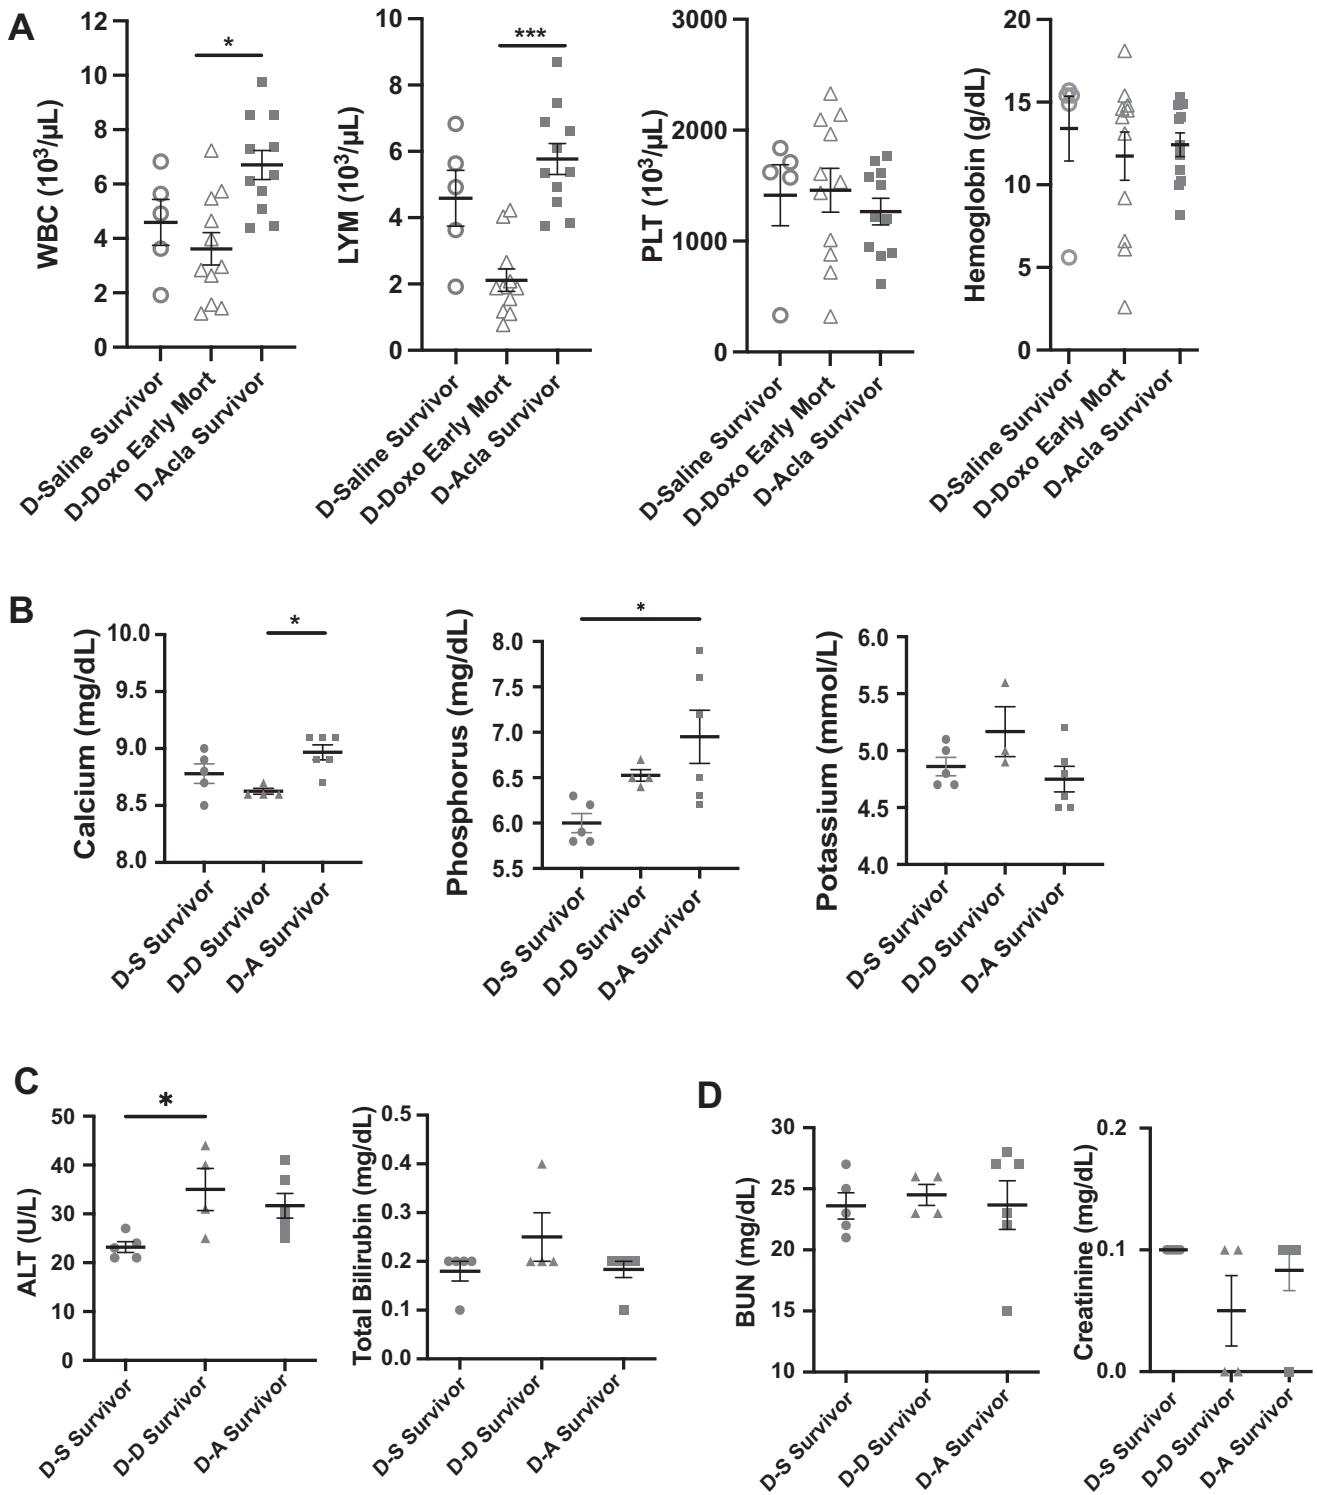 A
WBC (10³/µL)
12
10
8
6
4
2
0
*
D-Saline Survivor
D-Doxo Early Mort
D-Acla Survivor
LYM (10³/µL)
10
8
6
4
2
0
***
D-Saline Survivor
D-Doxo Early Mort
D-Acla Survivor
PLT (10³/µL)
3000
2000
1000
0
D-Saline Survivor
D-Doxo Early Mort
D-Acla Survivor
Hemoglobin (g/dL)
20
15
10
5
0
D-Saline Survivor
D-Doxo Early Mort
D-Acla Survivor
B
Calcium (mg/dL)
10.0
9.5
9.0
8.5
8.0
*
D-S Survivor
D-D Survivor
D-A Survivor
Phosphorus (mg/dL)
8.0
7.5
7.0
6.5
6.0
5.5
*
D-S Survivor
D-D Survivor
D-A Survivor
Potassium (mmol/L)
6.0
5.5
5.0
4.5
4.0
D-S Survivor
D-D Survivor
D-A Survivor
C
ALT (U/L)
50
40
30
20
10
0
*
D-S Survivor
D-D Survivor
D-A Survivor
Total Bilirubin (mg/dL)
0.5
0.4
0.3
0.2
0.1
0.0
D-S Survivor
D-D Survivor
D-A Survivor
D
BUN (mg/dL)
30
25
20
15
10
D-S Survivor
D-D Survivor
D-A Survivor
Creatinine (mg/dL)
0.2
0.1
0.0
D-S Survivor
D-D Survivor
D-A Survivor